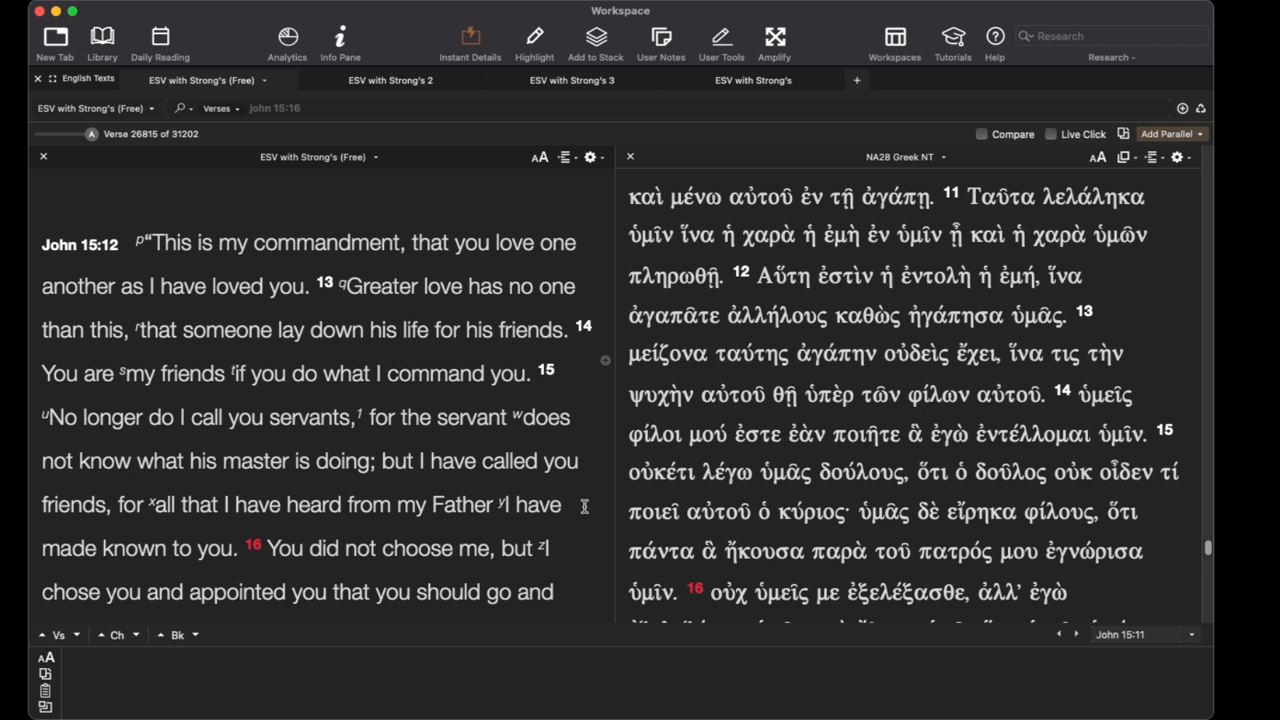 Workspace
New Tab Library Daily Reading Analytics Info Pane Instant Details Highlight Add to Stack User Notes User Tools Amplify Workspaces Tutorials Help Research
Research
English Texts ESV with Strong's (Free) ESV with Strong's 2 ESV with Strong's 3 ESV with Strong's +
ESV with Strong's (Free) Verses john 15:16
A Verse 26815 of 31202 Compare Live Click Add Parallel
ESV with Strong's (Free) AA
John 15:12 p“This is my commandment, that you love one
another as I have loved you. 13 qGreater love has no one
than this, rthat someone lay down his life for his friends. 14
You are smy friends tif you do what I command you. 15
uNo longer do I call you servants,1 for the servant wdoes
not know what his master is doing; but I have called you
friends, for xall that I have heard from my Father yI have
made known to you. 16 You did not choose me, but zI
chose you and appointed you that you should go and
NA28 Greek NT AA
καὶ μένω αὐτοῦ ἐν τῇ ἀγάπῃ. 11 Ταῦτα λελάληκα
ὑμῖν ἵνα ἡ χαρὰ ἡ ἐμὴ ἐν ὑμῖν ᾖ καὶ ἡ χαρὰ ὑμῶν
πληρωθῇ. 12 Αὕτη ἐστὶν ἡ ἐντολὴ ἡ ἐμή, ἵνα
ἀγαπᾶτε ἀλλήλους καθὼς ἠγάπησα ὑμᾶς. 13
μείζονα ταύτης ἀγάπην οὐδεὶς ἔχει, ἵνα τις τὴν
ψυχὴν αὐτοῦ θῇ ὑπὲρ τῶν φίλων αὐτοῦ. 14 ὑμεῖς
φίλοι μού ἐστε ἐὰν ποιῆτε ἃ ἐγὼ ἐντέλλομαι ὑμῖν. 15
οὐκέτι λέγω ὑμᾶς δούλους, ὅτι ὁ δοῦλος οὐκ οἶδεν τί
ποιεῖ αὐτοῦ ὁ κύριος· ὑμᾶς δὲ εἴρηκα φίλους, ὅτι
πάντα ἃ ἤκουσα παρὰ τοῦ πατρός μου ἐγνώρισα
ὑμῖν. 16 οὐχ ὑμεῖς με ἐξελέξασθε, ἀλλ’ ἐγὼ
Vs Ch Bk John 15:11
AA